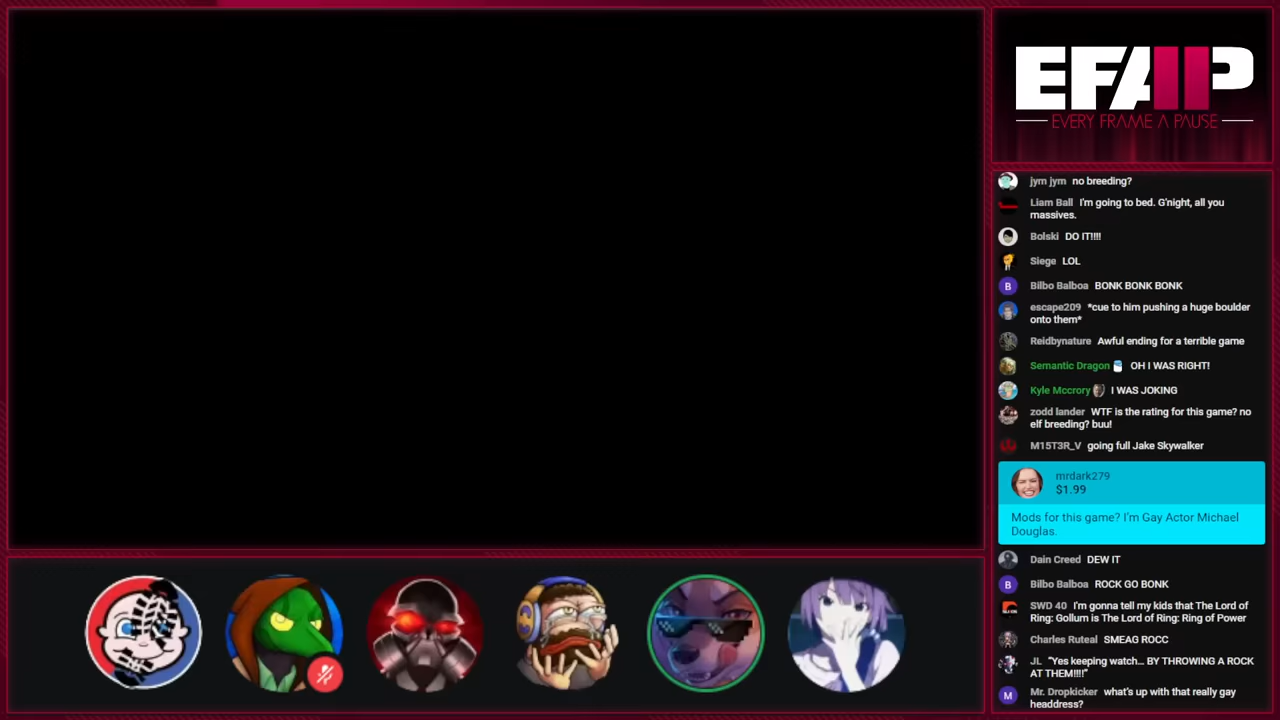 EFAP
EVERY FRAME A PAUSE
jym jym no breeding?
Liam Ball I'm going to bed. G'night, all you
massives.
Bolski DO IT!!!!
Siege LOL
B Bilbo Balboa BONK BONK BONK
escape209 *cue to him pushing a huge boulder
onto them*
Reidbynature Awful ending for a terrible game
Semantic Dragon OH I WAS RIGHT!
Kyle Mccrory I WAS JOKING
zodd lander WTF is the rating for this game? no
elf breeding? buu!
M15T3R_V going full Jake Skywalker
mrdark279
$1.99
Mods for this game? I'm Gay Actor Michael
Douglas.
Dain Creed DEW IT
B Bilbo Balboa ROCK GO BONK
SWD 40 I'm gonna tell my kids that The Lord of
Ring: Gollum is The Lord of Ring: Ring of Power
Charles Ruteal SMEAG ROCC
JL "Yes keeping watch... BY THROWING A ROCK
AT THEM!!!!"
M Mr. Dropkicker what's up with that really gay
headdress?